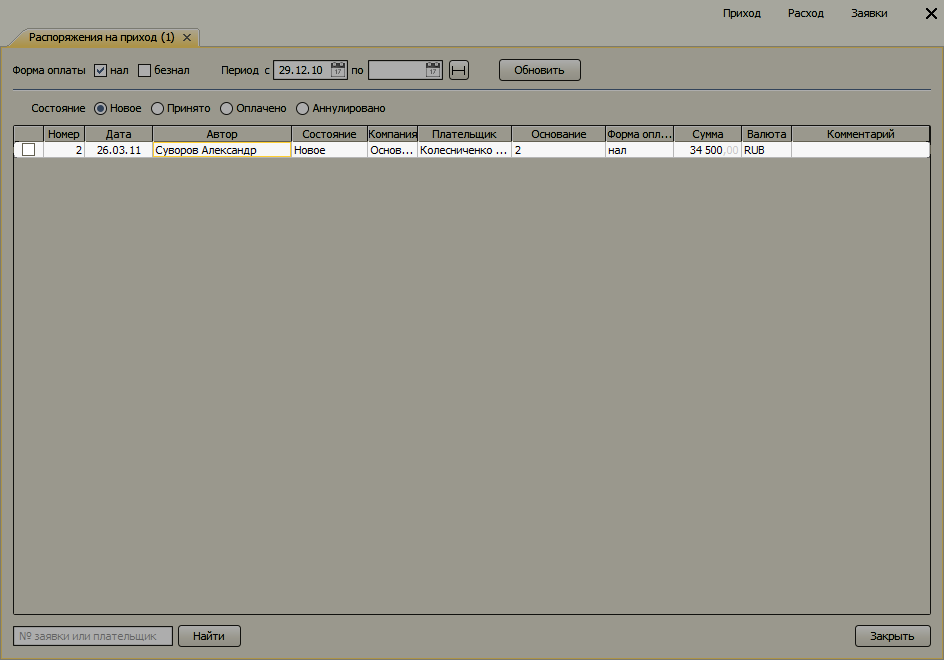 Приход Расход Заявки
Распоряжения на приход (1)
Форма оплаты нал безнал Период с 29.12.10 17 по 17 Обновить
Состояние Новое Принято Оплачено Аннулировано
Номер Дата Автор Состояние Компания Плательщик Основание Форма опл... Сумма Валюта Комментарий
2 26.03.11 Суворов Александр Новое Основ... Колесниченко ... 2 нал 34 500,00 RUB
№ заявки или плательщик Найти Закрыть